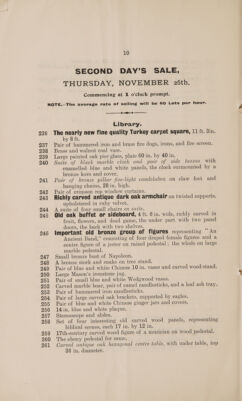 10
SECOND DAY'S SALE,
THURSDAY, NOVEMBER 26th.
Commencing at 1 o'clock prompt.
NOTE.—The average rate of selling will be 80 Lots per hour.
Library.
236 The nearly new fine quality Turkey carpet square, 11 ft. 3in. by 8 ft.
237 Pair of hammered iron and brass fire dogs, irons, and fire screen.
238 Brass and walnut coal vase.
239 Large painted oak pier glass, plate 60 in. by 40 in.
240 Suite of black marble clock and pair of side tazzas with
enamelled blue and white panels, the clock surmounted by a
bronze horn and cover.
241 Pair of bronze pillar fire-light candelabra on claw feet and
hanging chains, 26 in. high.
242 Pair of crimson rep window curtains.
243 Richly carved antique dark oak armchair on twisted supports,
upholstered in ruby velvet.
244 A suite of four small chairs en suite.
245 Old oak buffet or sideboard, 4 ft. 6 in. wide, richly carved in
fruit, flowers, and dead game, the under part with two panel
doors, the back with two shelves.
246 Important old bronze group of figures representing "An
Ancient Band," consisting of four draped female figures and a
centre figure of a junior on raised pedestal; the whole on large
marble pedestal.
247 Small bronze bust of Napoleon.
248 A bronze stork and snake on tree stand.
249 Pair of blue and white Chinese 10 in. vases and carved wood stand.
250 Large Mason's ironstone jug.
251 Pair of small blue and white Wedgwood vases.
252 Carved marble bear, pair of camel candlesticks, and a leaf ash tray.
253 Pair of hammered iron candlesticks.
254 Pair of large carved oak brackets, supported by eagles.
255 Pair of blue and white Chinese ginger jars and covers.
256 14 in. blue and white plaque.
257 Stereoscope and slides.
258 Set of four interesting old carved wood panels, representing
biblical scenes, each 17 in. by 12 in.
259 17th-century carved wood figure of a musician on wood pedestal.
260 The ebony pedestal for same.
261 Carved antique oak hexagonal centre table, with under table, top
36 in. diameter.